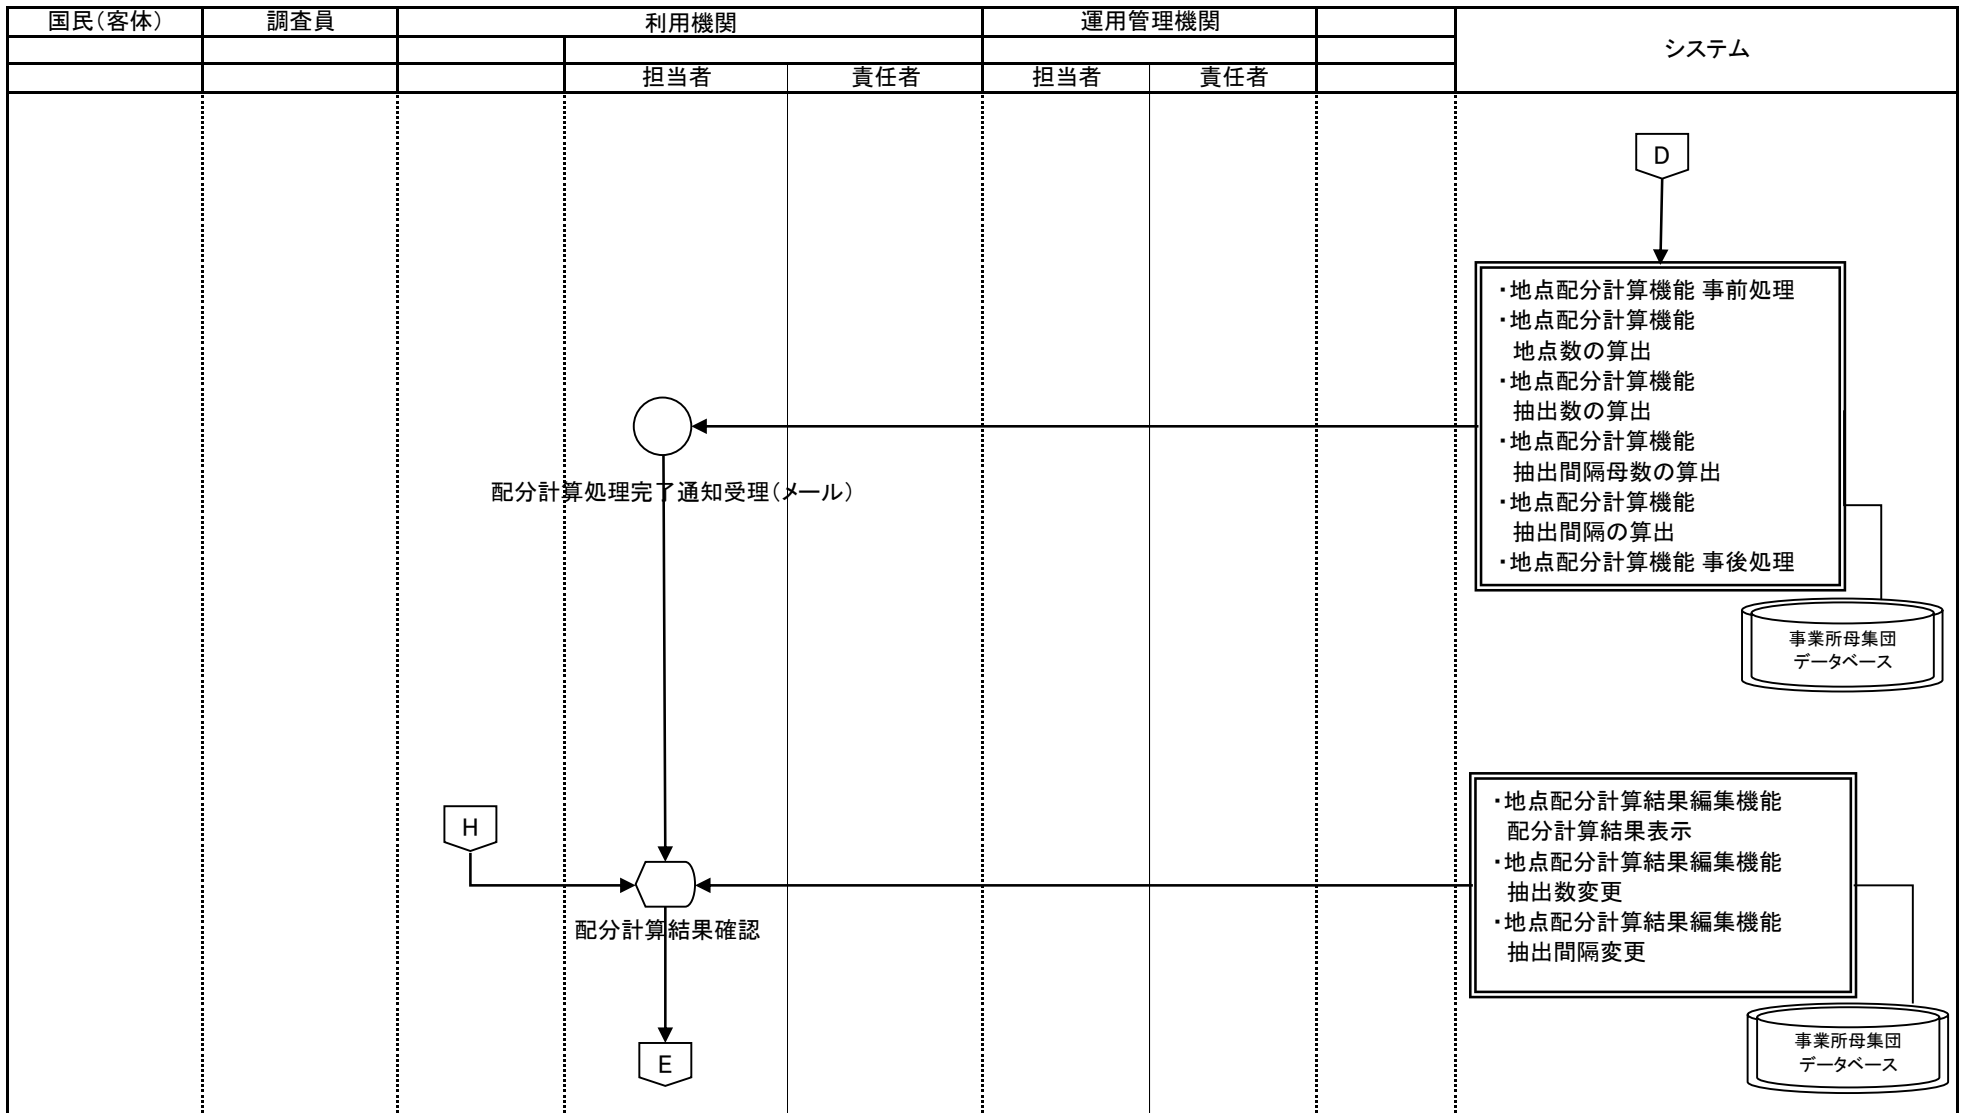 国民（客体）
調査員
利用機関
運用管理機関
システム
担当者
責任者
担当者
責任者
D
・地点配分計算機能 事前処理
・地点配分計算機能
地点数の算出
・地点配分計算機能
抽出数の算出
・地点配分計算機能
抽出間隔母数の算出
・地点配分計算機能
抽出間隔の算出
・地点配分計算機能 事後処理
配分計算処理完了通知受理（メール）
事業所母集団
データベース
H
・地点配分計算結果編集機能
配分計算結果表示
・地点配分計算結果編集機能
抽出数変更
・地点配分計算結果編集機能
抽出間隔変更
配分計算結果確認
事業所母集団
データベース
E